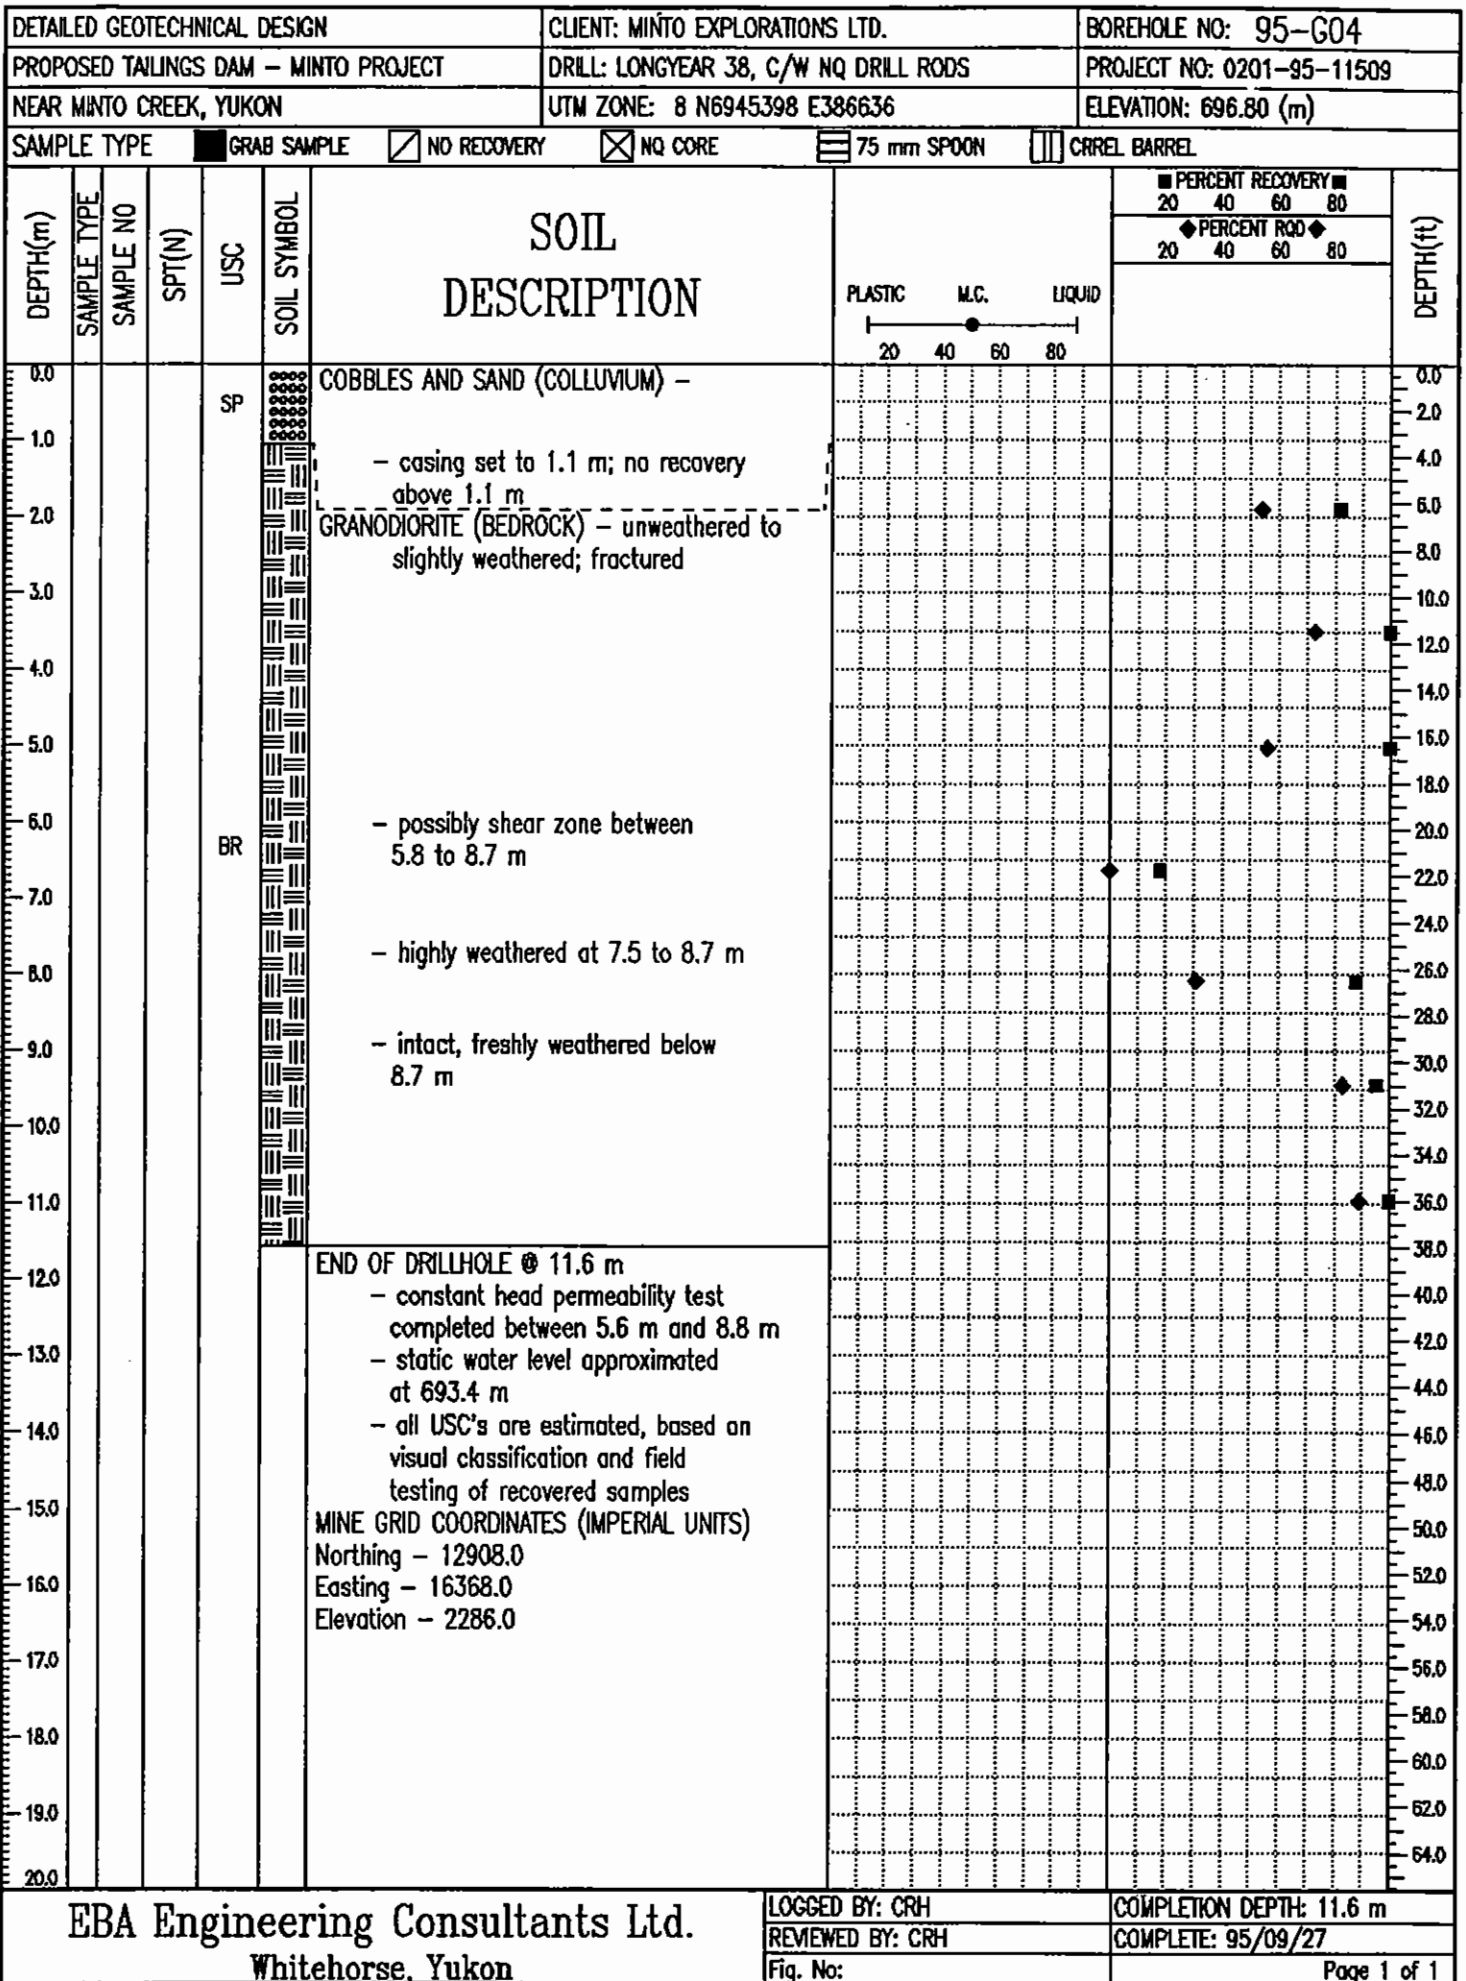 DETAILED GEOTECHNICAL DESIGN
CLIENT: MINTO EXPLORATIONS LTD.
BOREHOLE NO: 95-G04
PROPOSED TAILINGS DAM – MINTO PROJECT
DRILL: LONGYEAR 38, C/W NQ DRILL RODS
PROJECT NO: 0201-95-11509
NEAR MINTO CREEK, YUKON
UTM ZONE: 8 N6945398 E386636
ELEVATION: 696.80 (m)
SAMPLE TYPE
GRAB SAMPLE
NO RECOVERY
NQ CORE
75 mm SPOON
CRREL BARREL
DEPTH(m)
SAMPLE TYPE
SAMPLE NO
SPT(N)
USC
SOIL SYMBOL
SOIL
DESCRIPTION
PLASTIC M.C. LIQUID
20 40 60 80
PERCENT RECOVERY
20 40 60 80
PERCENT RQD
20 40 60 80
DEPTH(ft)
0.0
1.0
2.0
3.0
4.0
5.0
6.0
7.0
8.0
9.0
10.0
11.0
12.0
13.0
14.0
15.0
16.0
17.0
18.0
19.0
20.0
SP
BR
COBBLES AND SAND (COLLUVIUM) –
– casing set to 1.1 m; no recovery
above 1.1 m
GRANODIORITE (BEDROCK) – unweathered to
slightly weathered; fractured
– possibly shear zone between
5.8 to 8.7 m
– highly weathered at 7.5 to 8.7 m
– intact, freshly weathered below
8.7 m
END OF DRILLHOLE @ 11.6 m
– constant head permeability test
completed between 5.6 m and 8.8 m
– static water level approximated
at 693.4 m
– all USC's are estimated, based on
visual classification and field
testing of recovered samples
MINE GRID COORDINATES (IMPERIAL UNITS)
Northing – 12908.0
Easting – 16368.0
Elevation – 2286.0
0.0
2.0
4.0
6.0
8.0
10.0
12.0
14.0
16.0
18.0
20.0
22.0
24.0
26.0
28.0
30.0
32.0
34.0
36.0
38.0
40.0
42.0
44.0
46.0
48.0
50.0
52.0
54.0
56.0
58.0
60.0
62.0
64.0
EBA Engineering Consultants Ltd.
Whitehorse, Yukon
LOGGED BY: CRH
COMPLETION DEPTH: 11.6 m
REVIEWED BY: CRH
COMPLETE: 95/09/27
Fig. No:
Page 1 of 1